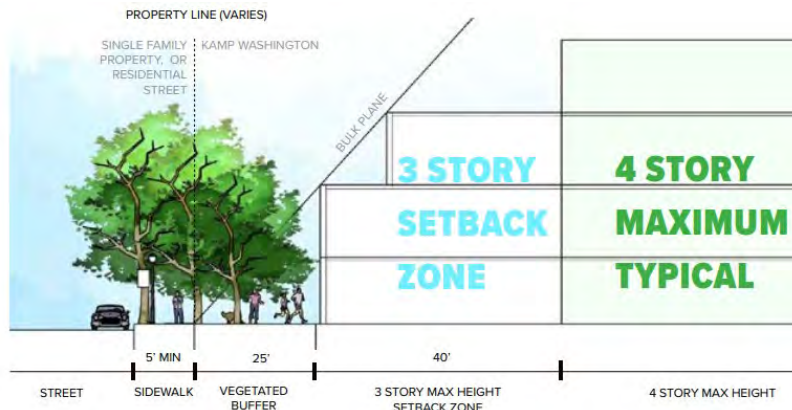 PROPERTY LINE (VARIES)
SINGLE FAMILY
PROPERTY, OR
RESIDENTIAL
STREET
KAMP WASHINGTON
BULK PLANE
3 STORY
SETBACK
ZONE
4 STORY
MAXIMUM
TYPICAL
5' MIN
25'
40'
STREET
SIDEWALK
VEGETATED
BUFFER
3 STORY MAX HEIGHT
SETBACK ZONE
4 STORY MAX HEIGHT